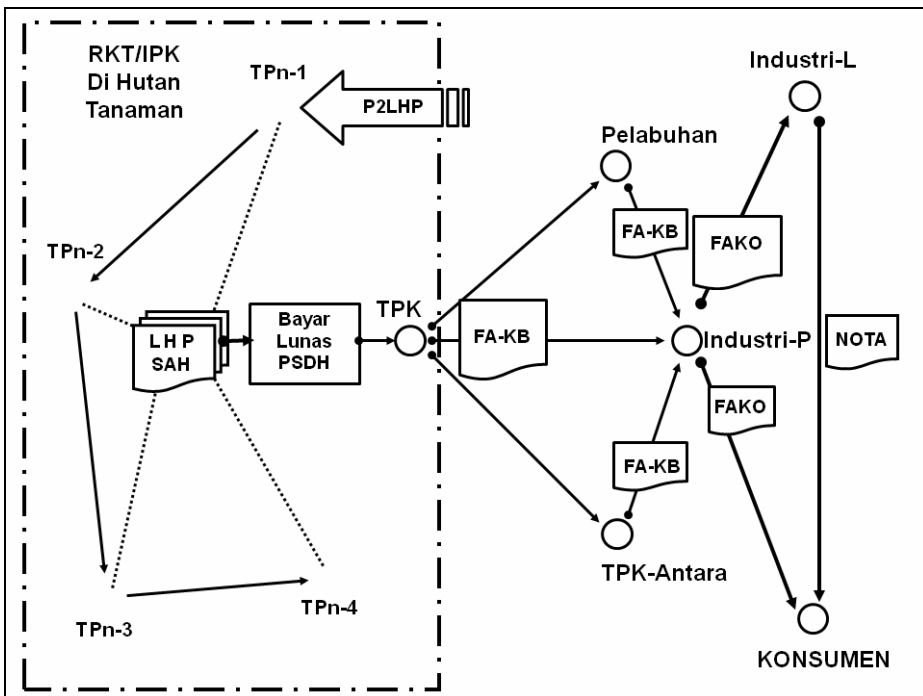 RKT/IPK
Di Hutan
Tanaman
TPn-1
P2LHP
TPn-2
L H P
SAH
Bayar
Lunas
PSDH
TPK
TPn-3
TPn-4
Pelabuhan
FA-KB
FA-KB
FA-KB
TPK-Antara
Industri-L
FAKO
Industri-P
FAKO
NOTA
KONSUMEN